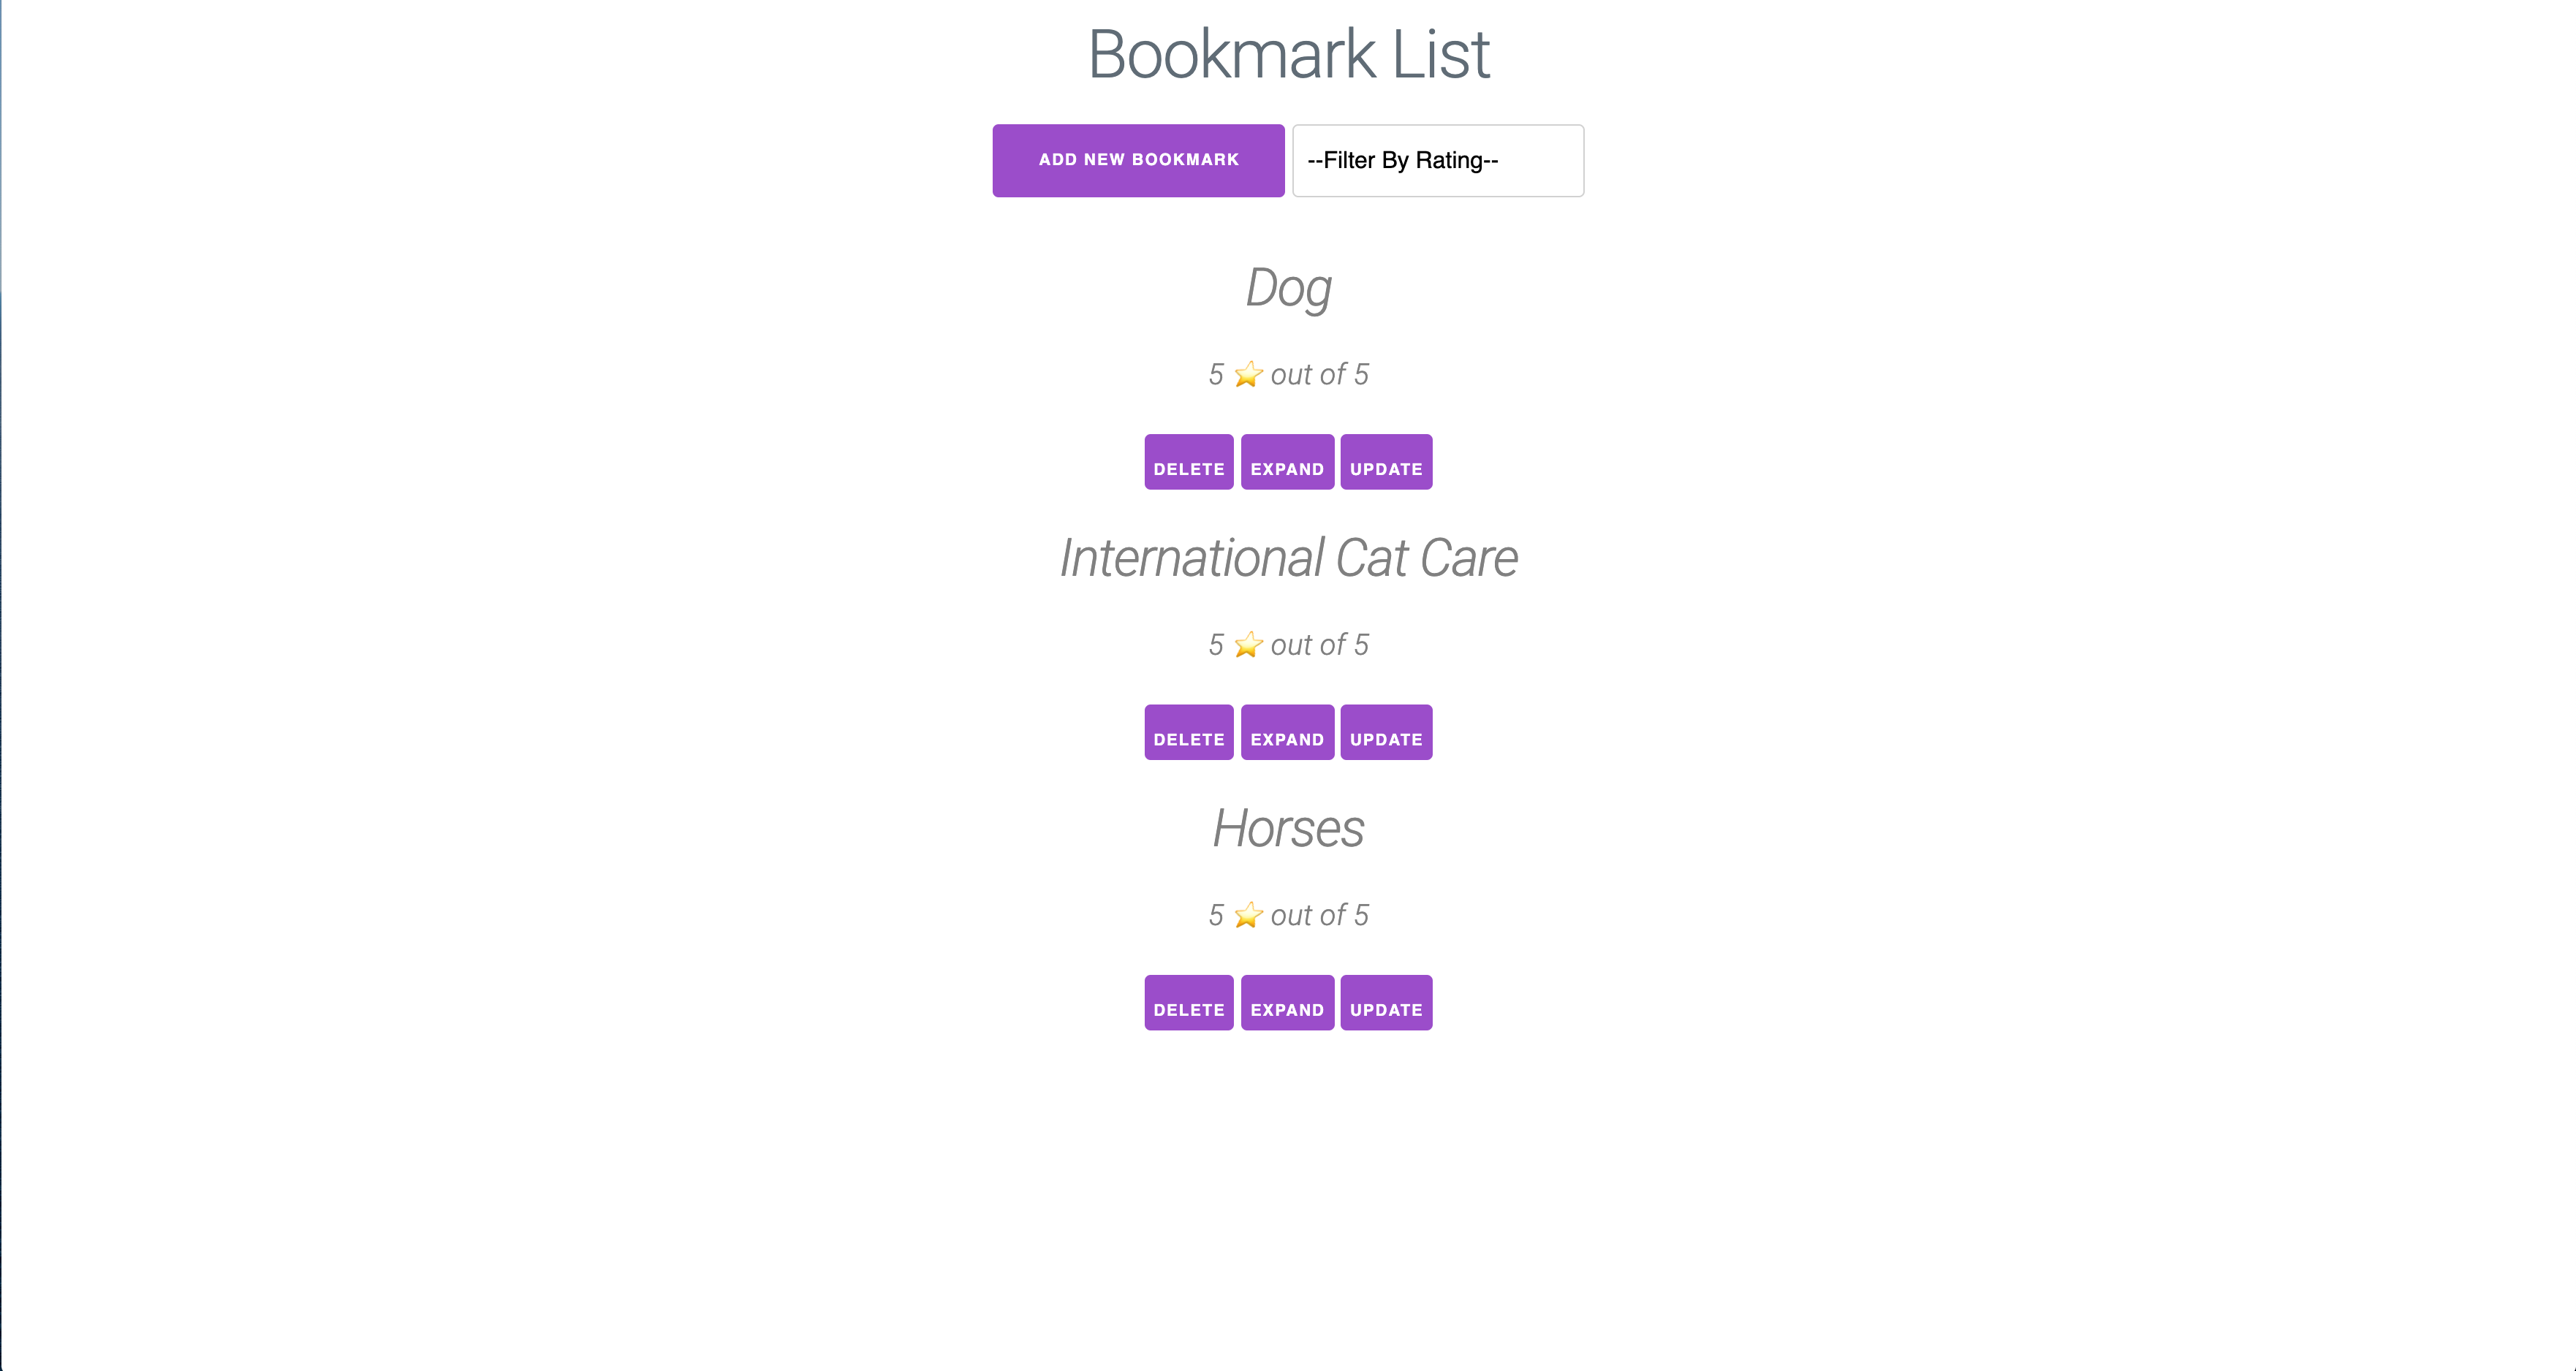 Bookmark List
ADD NEW BOOKMARK --Filter By Rating--
Dog
5 ⭐ out of 5
DELETE EXPAND UPDATE
International Cat Care
5 ⭐ out of 5
DELETE EXPAND UPDATE
Horses
5 ⭐ out of 5
DELETE EXPAND UPDATE